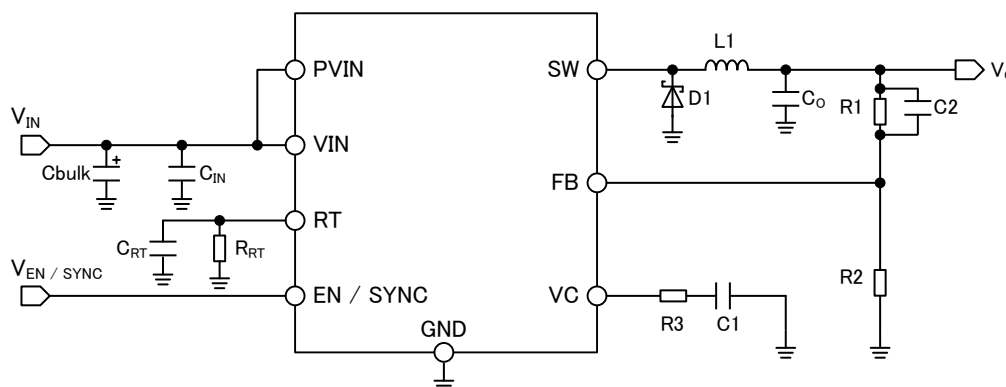 L1
PVIN
SW
D1
C_O
R1
C2
V_IN
VIN
Cbulk
+
C_IN
FB
RT
C_RT
R_RT
V_EN / SYNC
EN / SYNC
VC
R3
C1
R2
GND